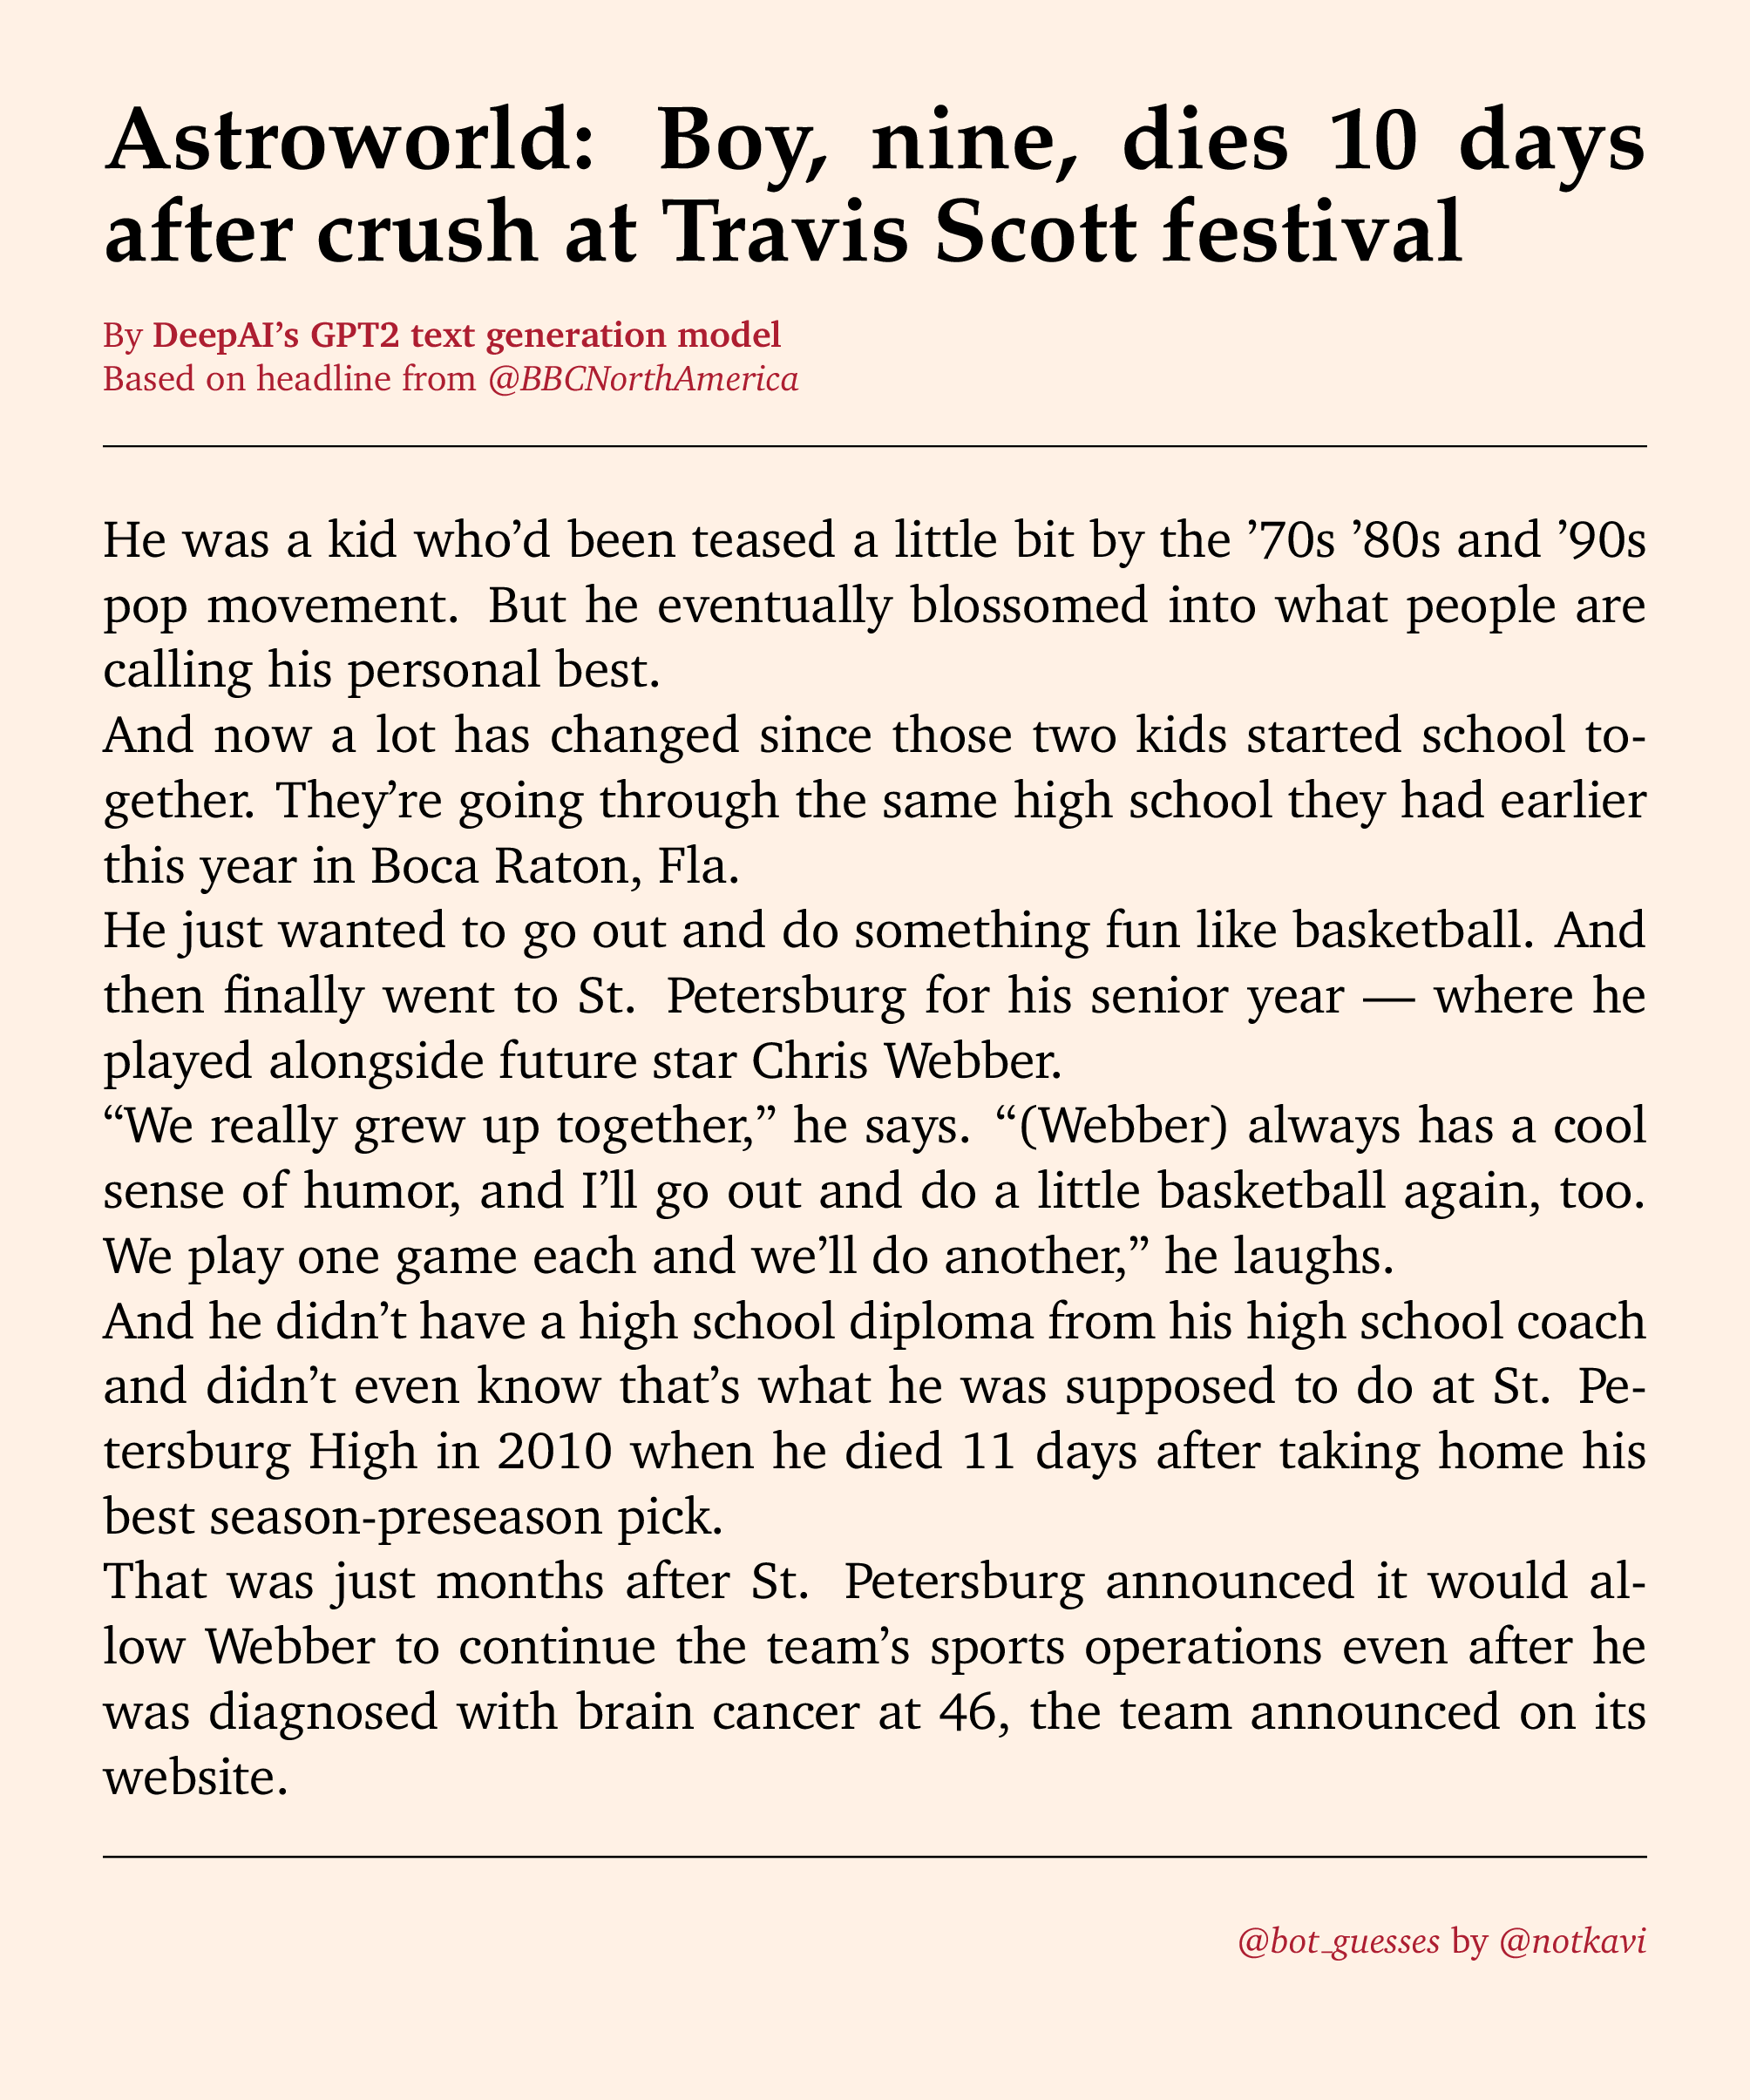 Astroworld: Boy, nine, dies 10 days
after crush at Travis Scott festival
By DeepAI’s GPT2 text generation model
Based on headline from @BBCNorthAmerica
He was a kid who’d been teased a little bit by the ’70s ’80s and ’90s
pop movement. But he eventually blossomed into what people are
calling his personal best.
And now a lot has changed since those two kids started school to-
gether. They’re going through the same high school they had earlier
this year in Boca Raton, Fla.
He just wanted to go out and do something fun like basketball. And
then finally went to St. Petersburg for his senior year — where he
played alongside future star Chris Webber.
“We really grew up together,” he says. “(Webber) always has a cool
sense of humor, and I’ll go out and do a little basketball again, too.
We play one game each and we’ll do another,” he laughs.
And he didn’t have a high school diploma from his high school coach
and didn’t even know that’s what he was supposed to do at St. Pe-
tersburg High in 2010 when he died 11 days after taking home his
best season-preseason pick.
That was just months after St. Petersburg announced it would al-
low Webber to continue the team’s sports operations even after he
was diagnosed with brain cancer at 46, the team announced on its
website.
@bot_guesses by @notkavi